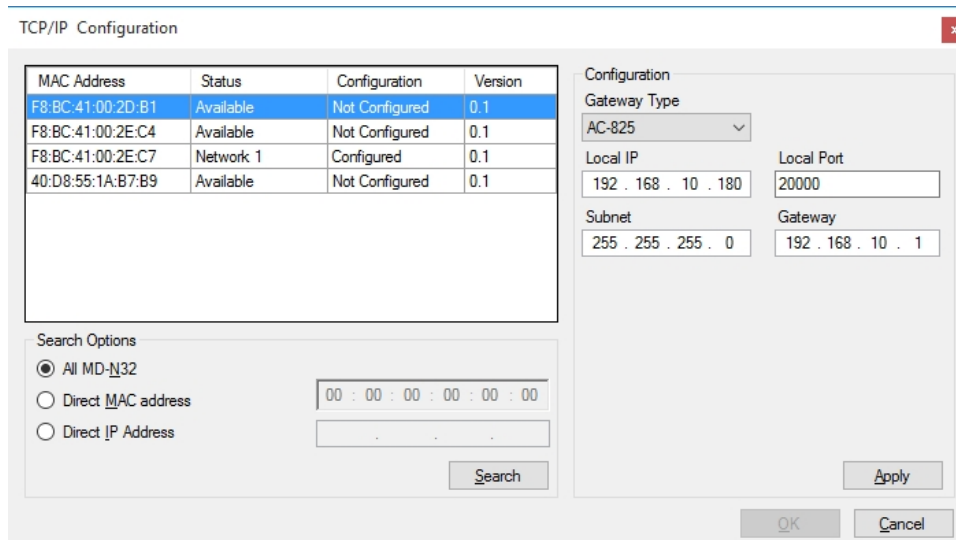 TCP/IP Configuration
x
MAC Address Status Configuration Version
F8:BC:41:00:2D:B1 Available Not Configured 0.1
F8:BC:41:00:2E:C4 Available Not Configured 0.1
F8:BC:41:00:2E:C7 Network 1 Configured 0.1
40:D8:55:1A:B7:B9 Available Not Configured 0.1
Search Options
All MD-N32
Direct MAC address 00 : 00 : 00 : 00 : 00 : 00
Direct IP Address . . .
Search
Configuration
Gateway Type
AC-825
Local IP Local Port
192 . 168 . 10 . 180 20000
Subnet Gateway
255 . 255 . 255 . 0 192 . 168 . 10 . 1
Apply
OK Cancel